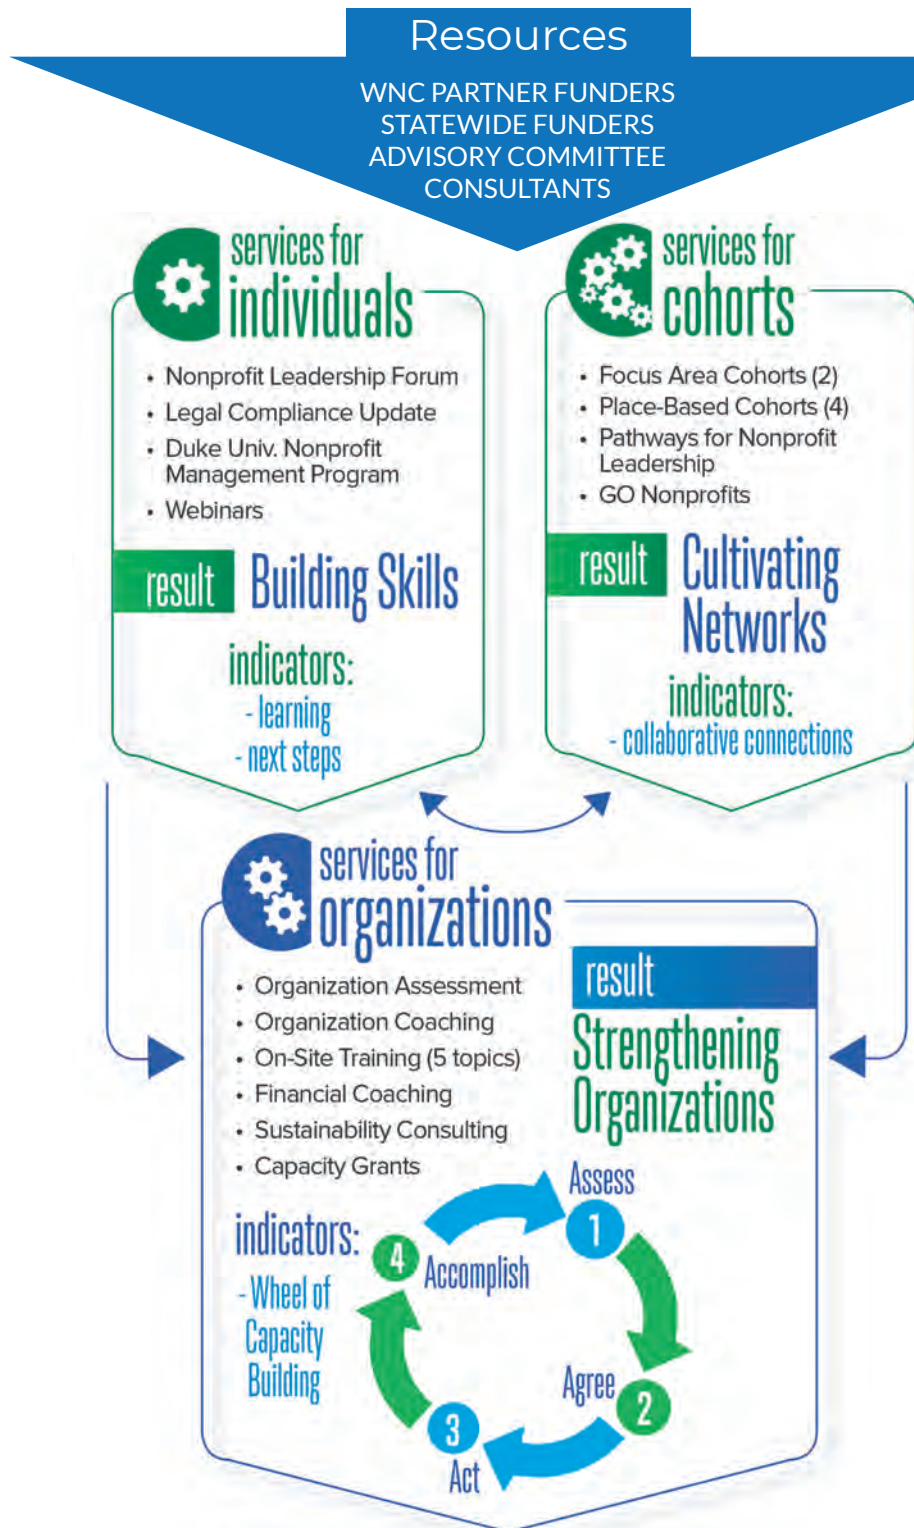 Resources
WNC PARTNER FUNDERS
STATEWIDE FUNDERS
ADVISORY COMMITTEE
CONSULTANTS
services for
individuals
• Nonprofit Leadership Forum
• Legal Compliance Update
• Duke Univ. Nonprofit
Management Program
• Webinars
result Building Skills
indicators:
- learning
- next steps
services for
cohorts
• Focus Area Cohorts (2)
• Place-Based Cohorts (4)
• Pathways for Nonprofit
Leadership
• GO Nonprofits
result Cultivating
Networks
indicators:
- collaborative connections
services for
organizations
• Organization Assessment
• Organization Coaching
• On-Site Training (5 topics)
• Financial Coaching
• Sustainability Consulting
• Capacity Grants
result
Strengthening
Organizations
indicators:
- Wheel of
Capacity
Building
Assess
1
Agree
2
3
Act
4
Accomplish